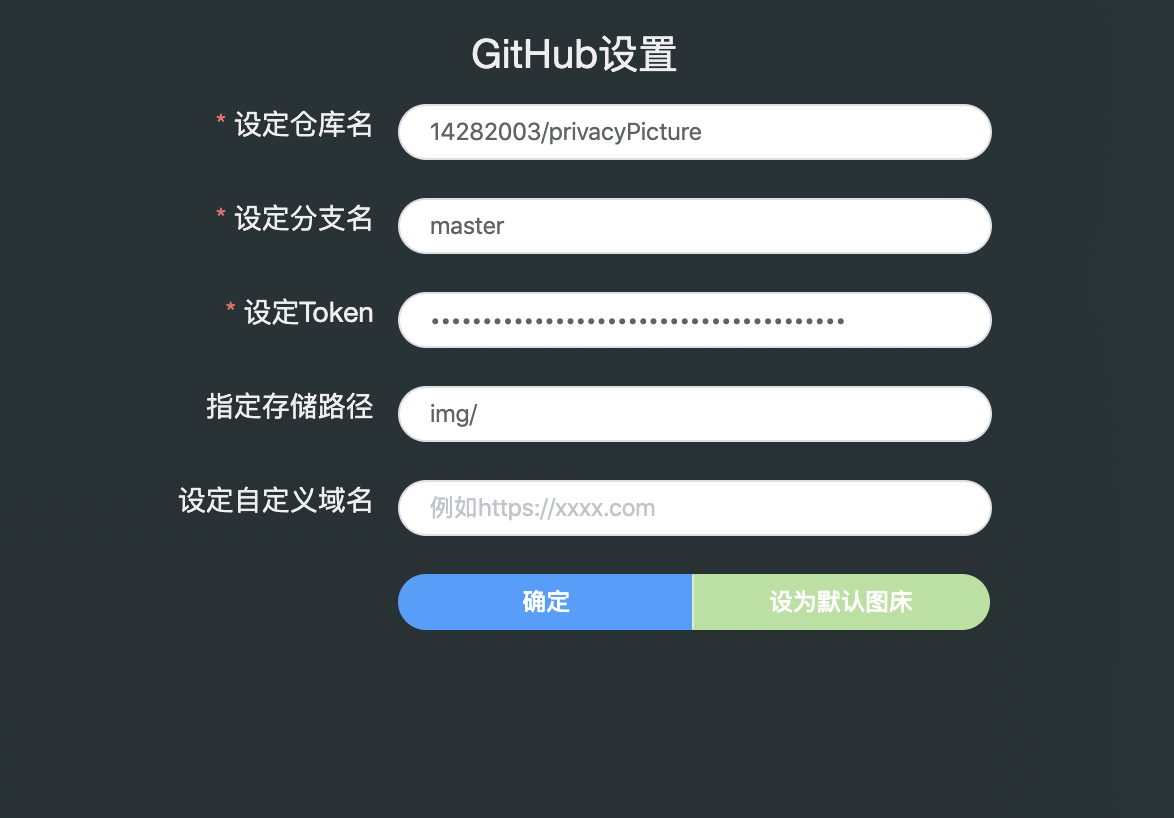 GitHub设置
* 设定仓库名 14282003/privacyPicture
* 设定分支名 master
* 设定Token ••••••••••••••••••••••••••••••••••••••••
指定存储路径 img/
设定自定义域名 例如https://xxxx.com
确定 设为默认图床